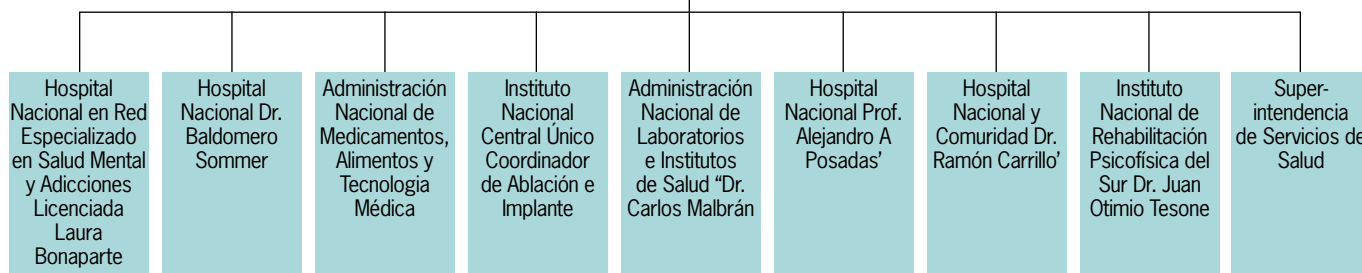 Hospital
Nacional en Red
Especializado
en Salud Mental
y Adicciones
Licenciada
Laura
Bonaparte
Hospital
Nacional Dr.
Baldomero
Sommer
Administración
Nacional de
Medicamentos,
Alimentos y
Tecnologia
Médica
Instituto
Nacional
Central Único
Coordinador
de Ablación e
Implante
Administración
Nacional de
Laboratorios
e Institutos
de Salud “Dr.
Carlos Malbrán
Hospital
Nacional Prof.
Alejandro A
Posadas’
Hospital
Nacional y
Comunidad Dr.
Ramón Carrillo’
Instituto
Nacional de
Rehabilitación
Psicofísica del
Sur Dr. Juan
Otimio Tesone
Super-
intendencia
de Servicios de
Salud